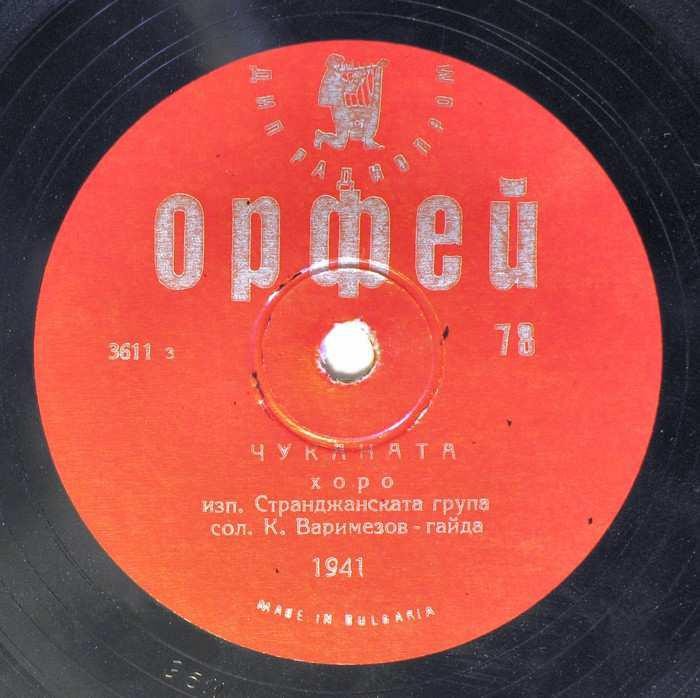 ДИП РАДИОПРОМ
ОРФЕЙ
3611 з
78
ЧУКАНАТА
хоро
изп. Странджанската група
сол. К. Варимезов - гайда
1941
MADE IN BULGARIA